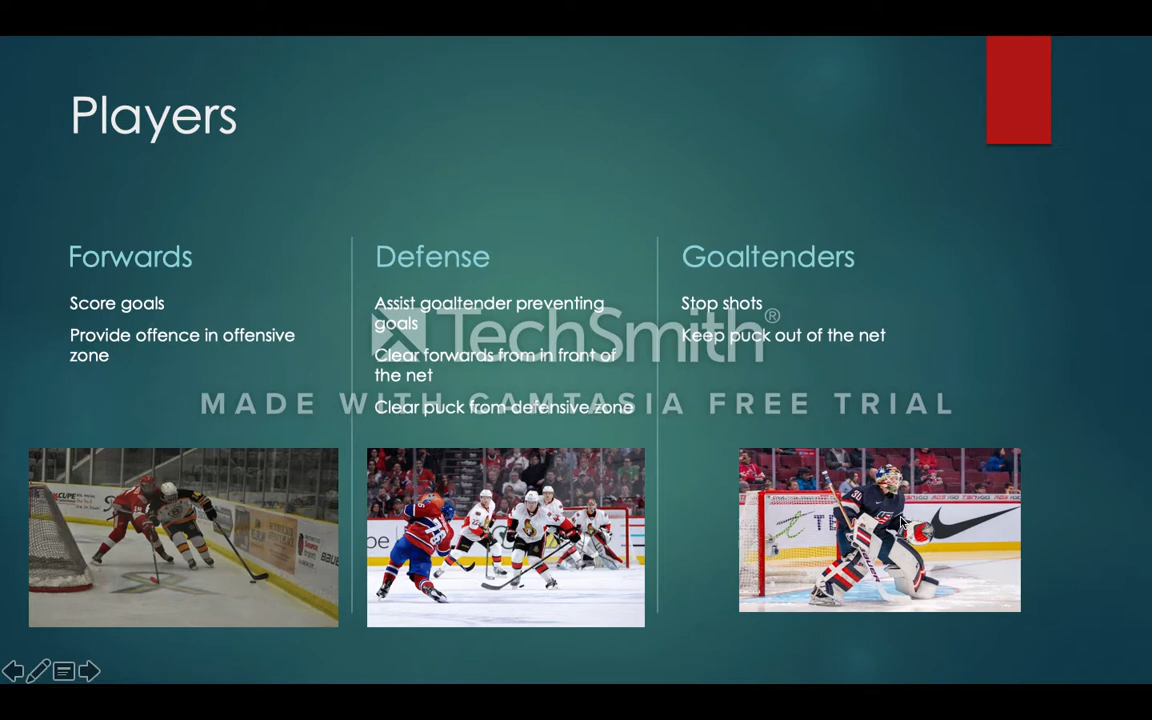 Players
Forwards
Score goals
Provide offence in offensive
zone
Defense
Assist goaltender preventing
goals
Clear forwards from in front of
the net
Clear puck from defensive zone
Goaltenders
Stop shots
Keep puck out of the net
TechSmith®
MADE WITH CAMTASIA FREE TRIAL
CUPE
30